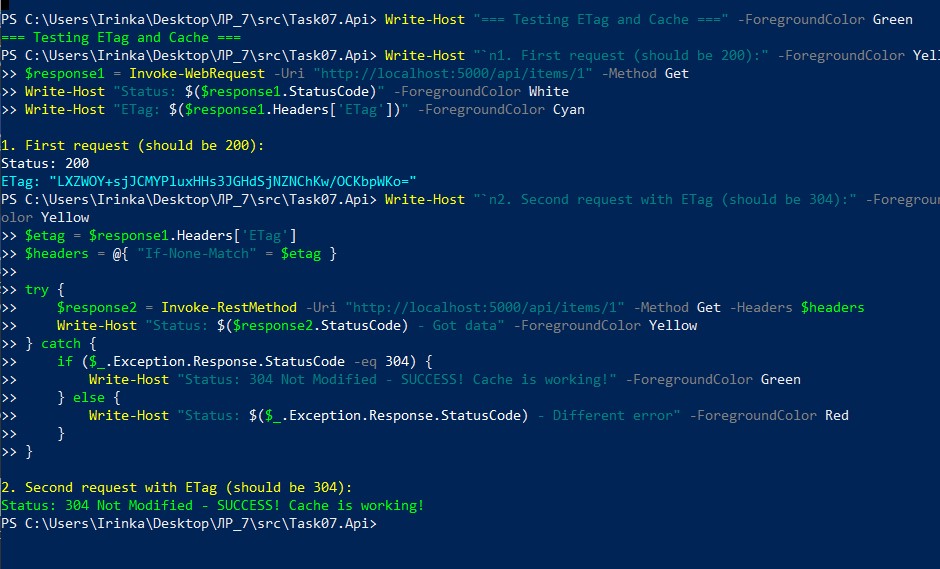 PS C:\Users\Irinka\Desktop\ЛР_7\src\Task07.Api> Write-Host "=== Testing ETag and Cache ===" -ForegroundColor Green
=== Testing ETag and Cache ===
PS C:\Users\Irinka\Desktop\ЛР_7\src\Task07.Api> Write-Host "`n1. First request (should be 200):" -ForegroundColor Yell
>> $response1 = Invoke-WebRequest -Uri "http://localhost:5000/api/items/1" -Method Get
>> Write-Host "Status: $($response1.StatusCode)" -ForegroundColor White
>> Write-Host "ETag: $($response1.Headers['ETag'])" -ForegroundColor Cyan
1. First request (should be 200):
Status: 200
ETag: "LXZWOY+sjJCMYPluxHHs3JGHdSjNZNChKw/OCKbpWKo="
PS C:\Users\Irinka\Desktop\ЛР_7\src\Task07.Api> Write-Host "`n2. Second request with ETag (should be 304):" -Foregroun
olor Yellow
>> $etag = $response1.Headers['ETag']
>> $headers = @{ "If-None-Match" = $etag }
>>
>> try {
>>     $response2 = Invoke-RestMethod -Uri "http://localhost:5000/api/items/1" -Method Get -Headers $headers
>>     Write-Host "Status: $($response2.StatusCode) - Got data" -ForegroundColor Yellow
>> } catch {
>>     if ($_.Exception.Response.StatusCode -eq 304) {
>>         Write-Host "Status: 304 Not Modified - SUCCESS! Cache is working!" -ForegroundColor Green
>>     } else {
>>         Write-Host "Status: $($_.Exception.Response.StatusCode) - Different error" -ForegroundColor Red
>>     }
>> }
2. Second request with ETag (should be 304):
Status: 304 Not Modified - SUCCESS! Cache is working!
PS C:\Users\Irinka\Desktop\ЛР_7\src\Task07.Api>